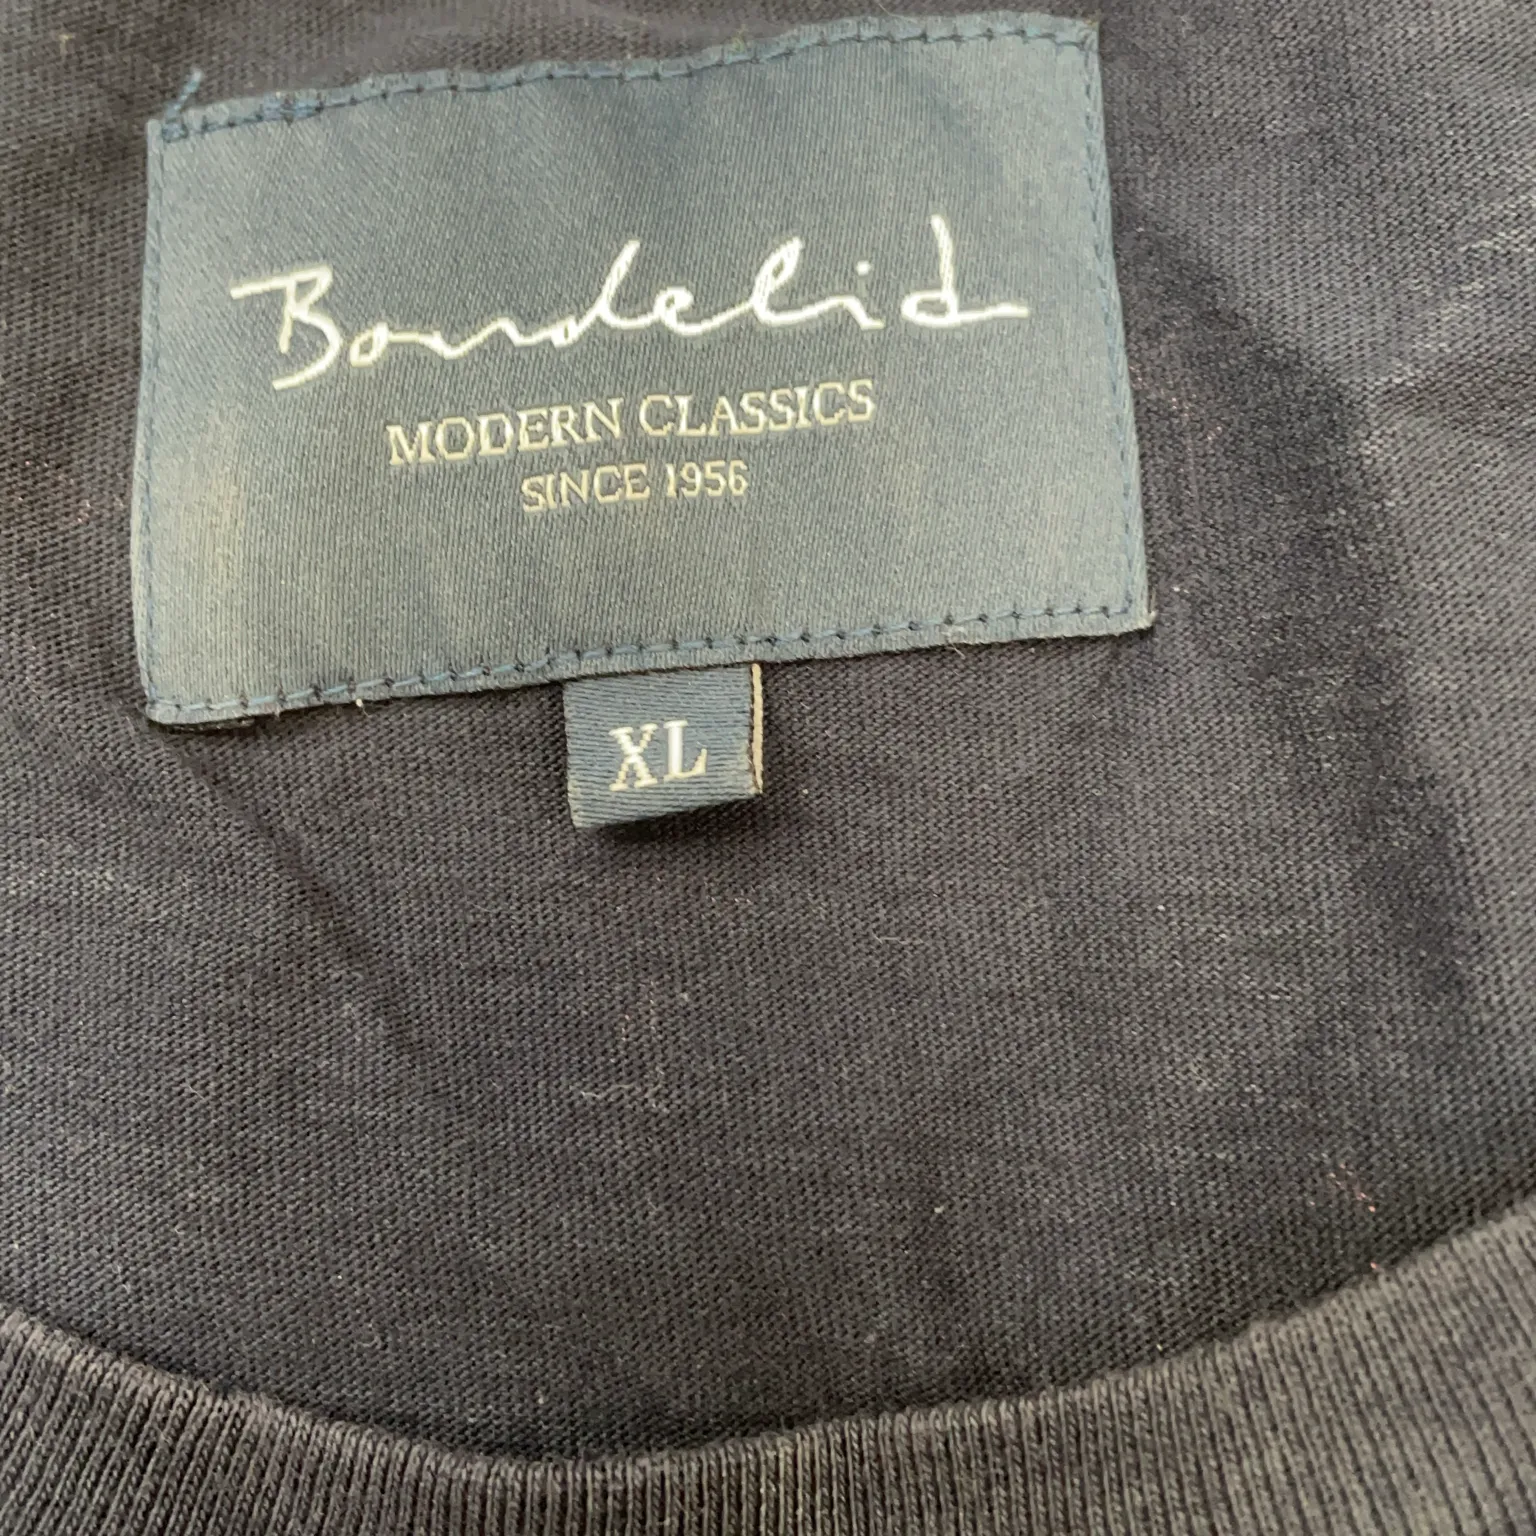 Bondelid
MODERN CLASSICS
SINCE 1956
XL